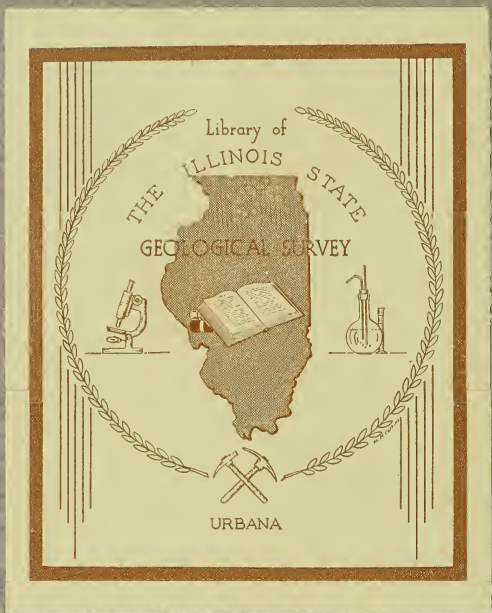 Library of
THE ILLINOIS STATE
GEOLOGICAL SURVEY
URBANA